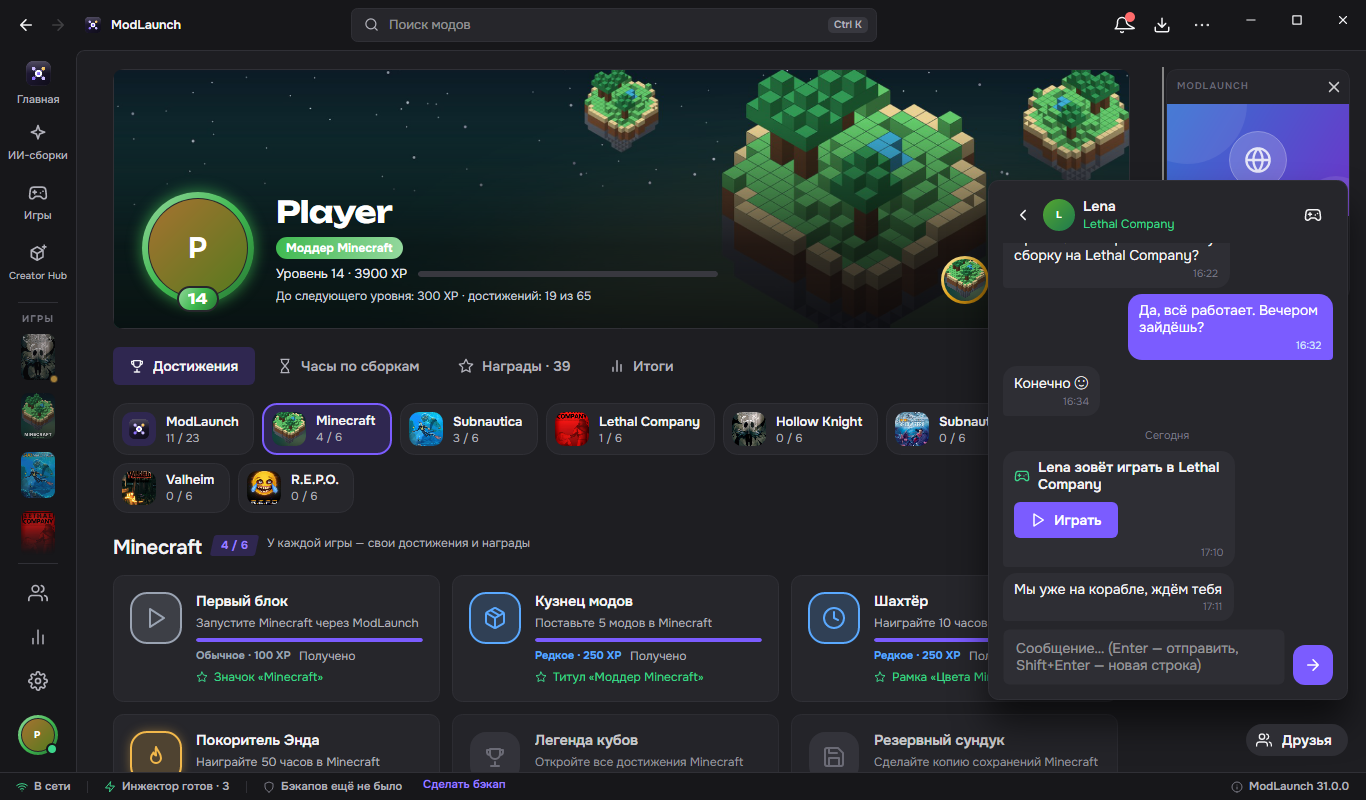 ModLaunch
Поиск модов
Ctrl K
Главная
ИИ-сборки
Игры
Creator Hub
ИГРЫ
MINECRAFT
P
14
Player
Моддер Minecraft
Уровень 14 · 3900 XP
До следующего уровня: 300 XP · достижений: 19 из 65
MODLAUNCH
Достижения
Часы по сборкам
Награды · 39
Итоги
ModLaunch
11 / 23
Minecraft
4 / 6
Subnautica
3 / 6
Lethal Company
1 / 6
Hollow Knight
0 / 6
Subnaut
0 / 6
Valheim
0 / 6
R.E.P.O.
0 / 6
Minecraft
4 / 6
У каждой игры — свои достижения и награды
Первый блок
Запустите Minecraft через ModLaunch
Обычное · 100 XP Получено
Значок «Minecraft»
Кузнец модов
Поставьте 5 модов в Minecraft
Редкое · 250 XP Получено
Титул «Моддер Minecraft»
Шахтёр
Наиграйте 10 часов
Редкое · 250 XP
Рамка «Цвета Mi
Покоритель Энда
Наиграйте 50 часов в Minecraft
Легенда кубов
Откройте все достижения Minecraft
Резервный сундук
Сделайте копию сохранений Minecraft
L
Lena
Lethal Company
сборку на Lethal Company?
16:22
Да, всё работает. Вечером
зайдёшь?
16:32
Конечно
16:34
Сегодня
Lena зовёт играть в Lethal
Company
Играть
17:10
Мы уже на корабле, ждём тебя
17:11
Сообщение... (Enter — отправить,
Shift+Enter — новая строка)
Друзья
P
В сети
Инжектор готов · 3
Бэкапов ещё не было
Сделать бэкап
ModLaunch 31.0.0